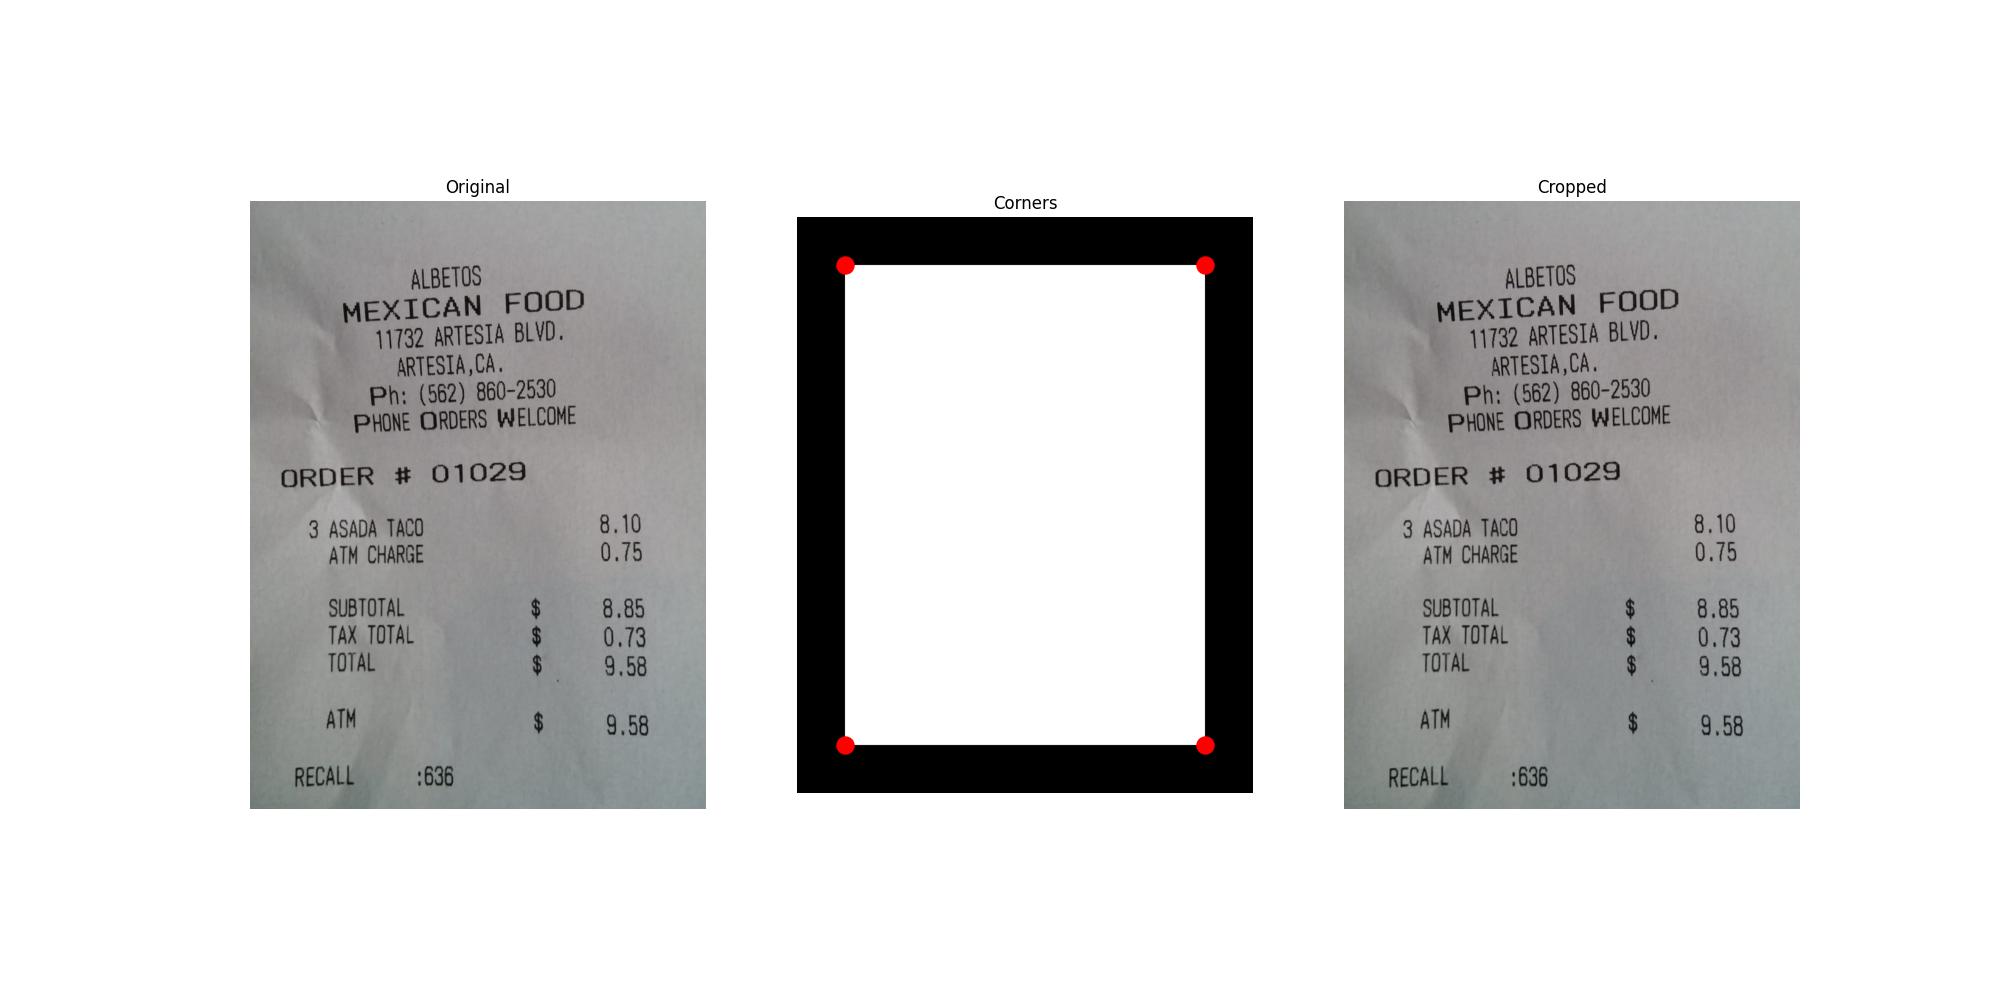 Original
ALBETOS
MEXICAN FOOD
11732 ARTESIA BLVD.
ARTESIA,CA.
Ph: (562) 860-2530
PHONE ORDERS WELCOME
ORDER # 01029
3 ASADA TACO 8.10
ATM CHARGE 0.75
SUBTOTAL $ 8.85
TAX TOTAL $ 0.73
TOTAL $ 9.58
ATM $ 9.58
RECALL :636
Corners
Cropped
ALBETOS
MEXICAN FOOD
11732 ARTESIA BLVD.
ARTESIA,CA.
Ph: (562) 860-2530
PHONE ORDERS WELCOME
ORDER # 01029
3 ASADA TACO 8.10
ATM CHARGE 0.75
SUBTOTAL $ 8.85
TAX TOTAL $ 0.73
TOTAL $ 9.58
ATM $ 9.58
RECALL :636